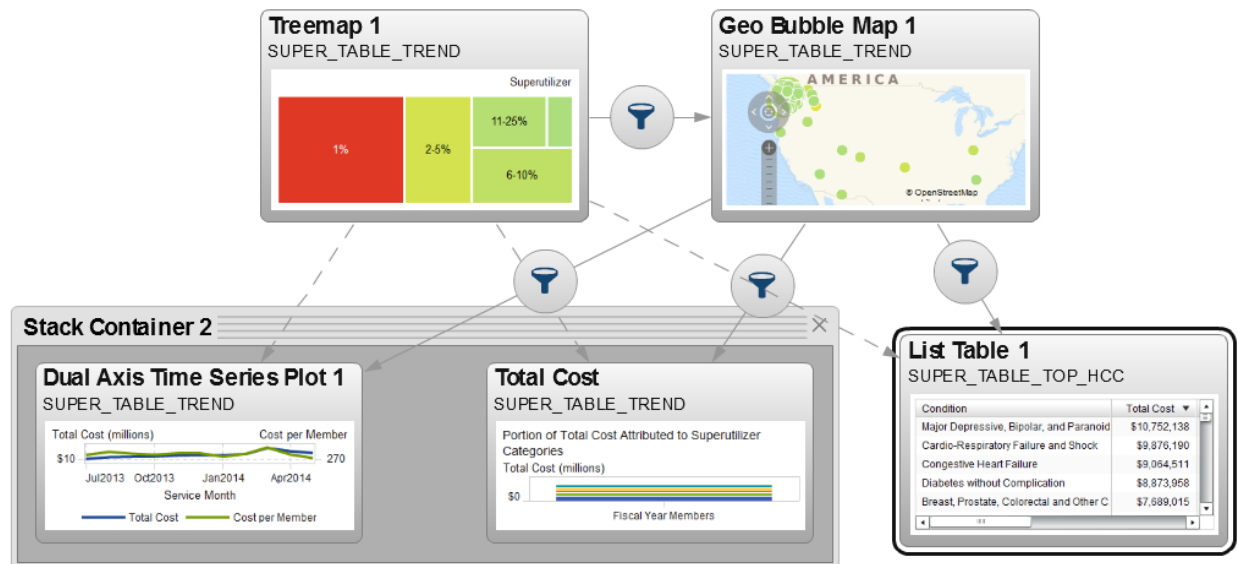 Treemap 1
SUPER_TABLE_TREND
Superutilizer
1%
2-5%
11-25%
6-10%
Geo Bubble Map 1
SUPER_TABLE_TREND
AMERICA
© OpenStreetMap
Stack Container 2
Dual Axis Time Series Plot 1
SUPER_TABLE_TREND
Total Cost (millions) Cost per Member
$10 270
Jul2013 Oct2013 Jan2014 Apr2014
Service Month
Total Cost Cost per Member
Total Cost
SUPER_TABLE_TREND
Portion of Total Cost Attributed to Superutilizer
Categories
Total Cost (millions)
$0
Fiscal Year Members
List Table 1
SUPER_TABLE_TOP_HCC
Condition Total Cost ▼
Major Depressive, Bipolar, and Paranoid $10,752,138
Cardio-Respiratory Failure and Shock $9,876,190
Congestive Heart Failure $9,064,511
Diabetes without Complication $8,873,958
Breast, Prostate, Colorectal and Other C $7,689,015